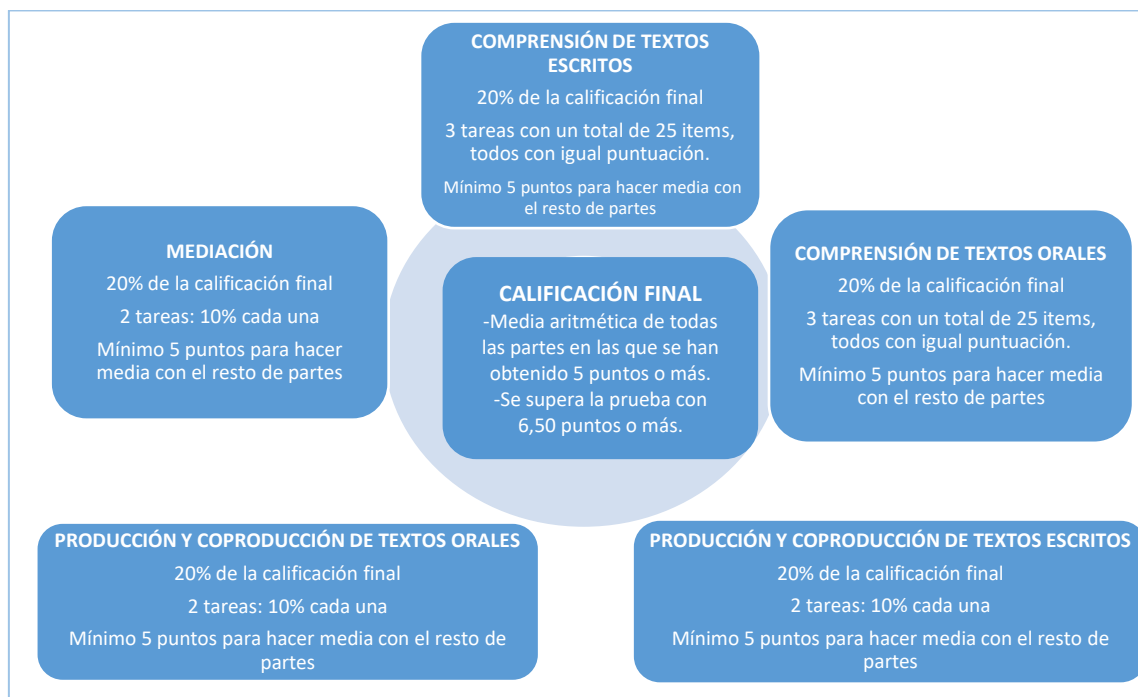 COMPRENSIÓN DE TEXTOS
ESCRITOS
20% de la calificación final
3 tareas con un total de 25 items,
todos con igual puntuación.
Mínimo 5 puntos para hacer media con
el resto de partes
MEDIACIÓN
20% de la calificación final
2 tareas: 10% cada una
Mínimo 5 puntos para hacer
media con el resto de partes
CALIFICACIÓN FINAL
-Media aritmética de todas
las partes en las que se han
obtenido 5 puntos o más.
-Se supera la prueba con
6,50 puntos o más.
COMPRENSIÓN DE TEXTOS ORALES
20% de la calificación final
3 tareas con un total de 25 items,
todos con igual puntuación.
Mínimo 5 puntos para hacer media
con el resto de partes
PRODUCCIÓN Y COPRODUCCIÓN DE TEXTOS ORALES
20% de la calificación final
2 tareas: 10% cada una
Mínimo 5 puntos para hacer media con el resto de
partes
PRODUCCIÓN Y COPRODUCCIÓN DE TEXTOS ESCRITOS
20% de la calificación final
2 tareas: 10% cada una
Mínimo 5 puntos para hacer media con el resto de
partes